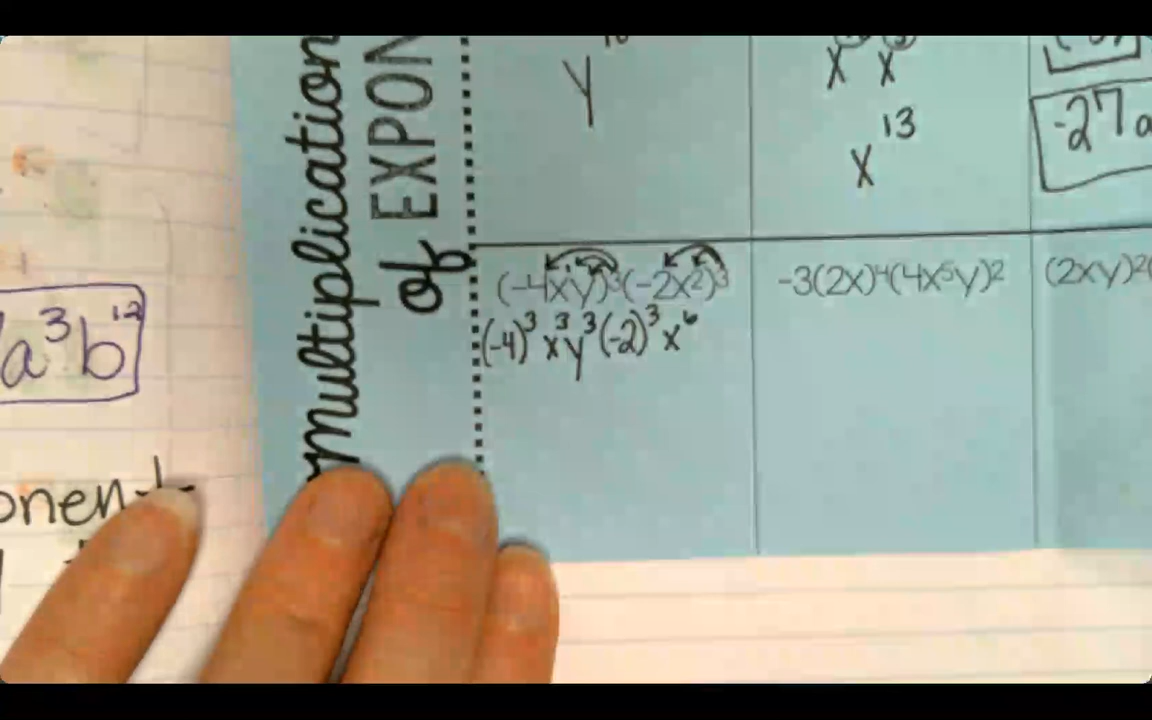 a³b¹²
multiplication
of EXPON
y
x x
x¹³
-27a
(-4xy)³(-2x²)³
(-4)³x³y³(-2)³x⁶
-3(2x)⁴(4x⁵y)²
(2xy)²(
onent